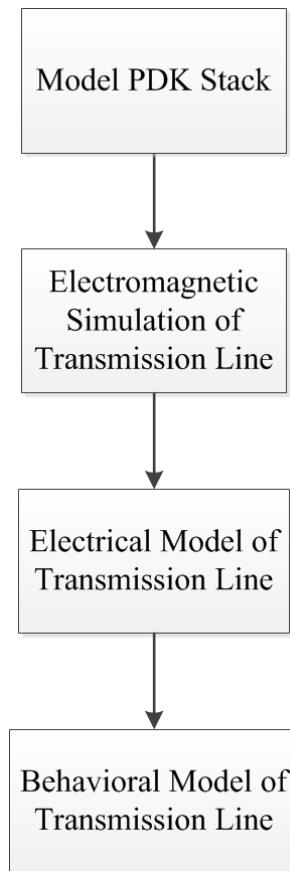 Model PDK Stack
Electromagnetic
Simulation of
Transmission Line
Electrical Model of
Transmission Line
Behavioral Model of
Transmission Line